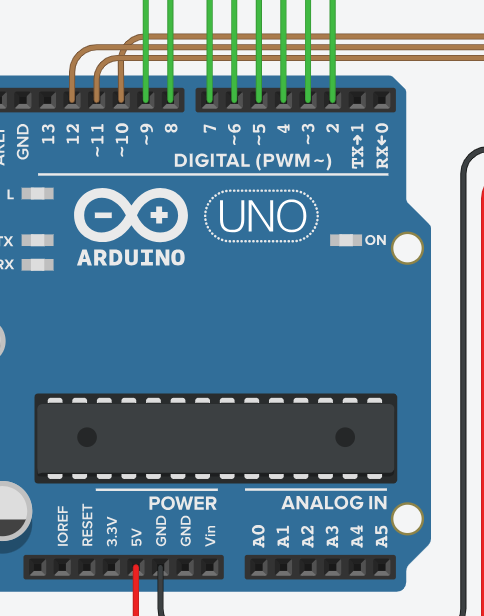 GND
13
12
~11
~10
~9
8
7
~6
~5
4
~3
2
TX→1
RX←0
DIGITAL (PWM~)
L
TX
RX
UNO
ON
ARDUINO
POWER
ANALOG IN
IOREF
RESET
3.3V
5V
GND
GND
Vin
A0
A1
A2
A3
A4
A5